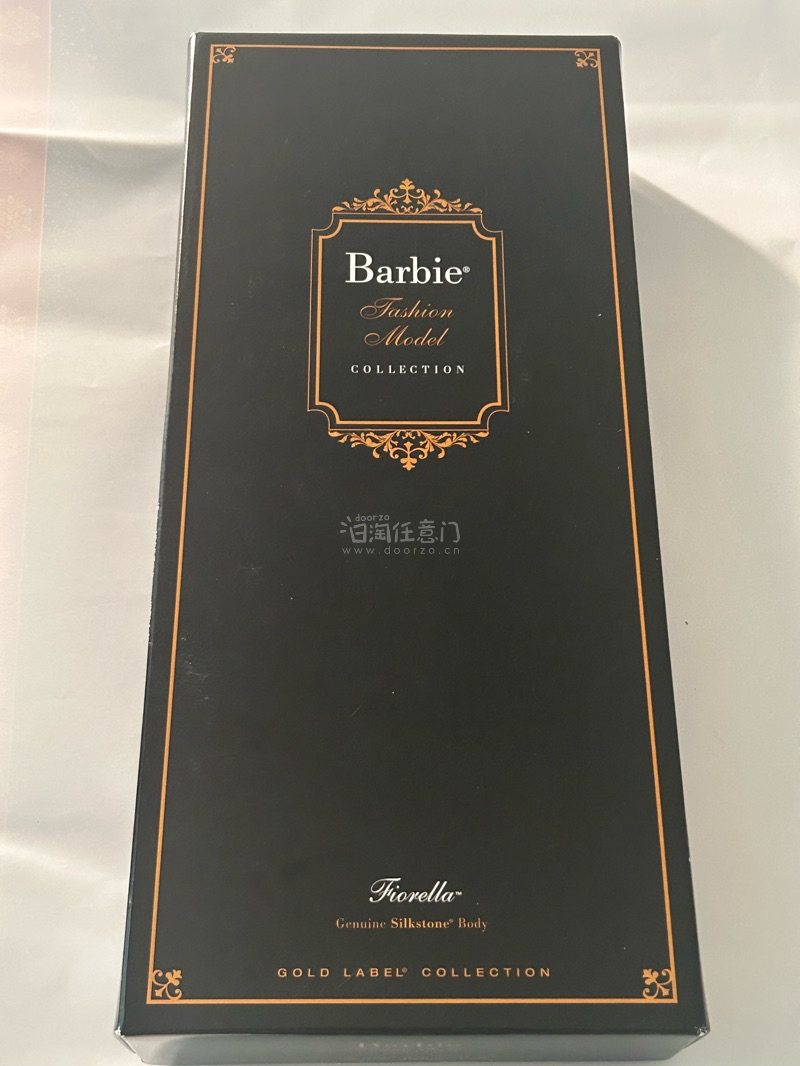 Barbie®
Fashion
Model
COLLECTION
doorzo
日淘任意门
www.doorzo.cn
Fiorella™
Genuine Silkstone® Body
GOLD LABEL® COLLECTION